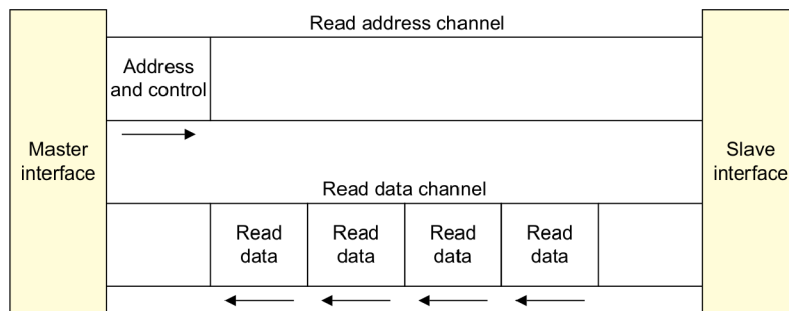 Read address channel
Address
and control
Master
interface
Slave
interface
Read data channel
Read
data
Read
data
Read
data
Read
data